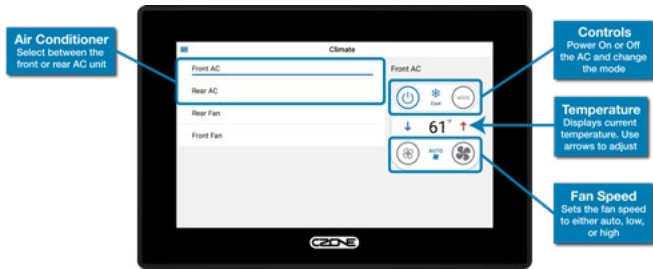 Air Conditioner
Select between the
front or rear AC unit
Climate
Front AC
Rear AC
Rear Fan
Front Fan
Front AC
Cool
MODE
61°
AUTO
CZONE
Controls
Power On or Off
the AC and change
the mode
Temperature
Displays current
temperature. Use
arrows to adjust
Fan Speed
Sets the fan speed
to either auto, low,
or high